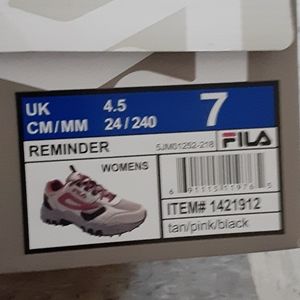 UK 4.5 7
CM/MM 24/240
REMINDER 5JM01252-218 FILA
WOMENS
ITEM# 1421912
tan/pink/black